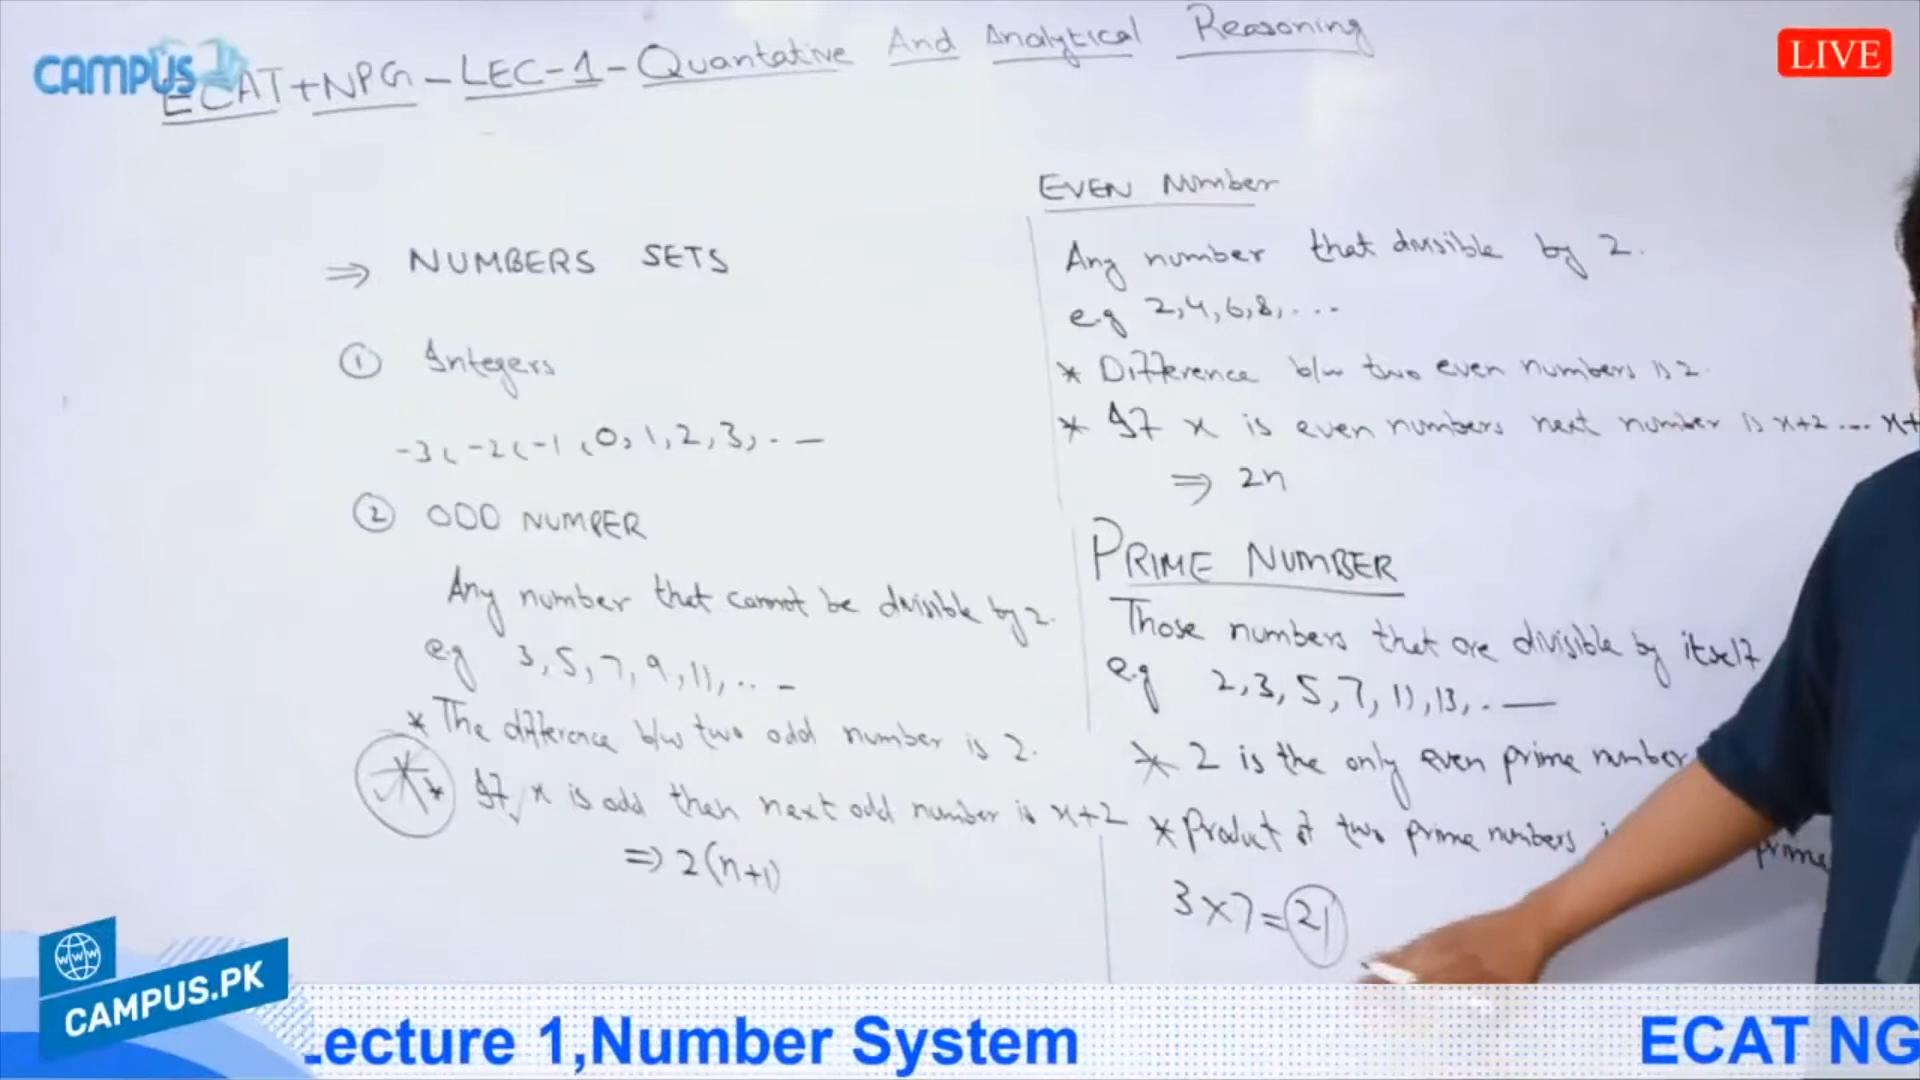 CAMPUS
LIVE
ECAT+NPG-LEC-1-Quantative And Analytical Reasoning
⇒ NUMBERS SETS
① Integers
-3, -2, -1, 0, 1, 2, 3, . . —
② ODD NUMBER
Any number that cannot be divisible by 2.
e.g 3, 5, 7, 9, 11, .. -
* The difference b/w two odd number is 2.
* If x is odd then next odd number is x+2
⇒ 2(n+1)
EVEN Number
Any number that divisible by 2.
e.g 2,4,6,8, . ...
* Difference b/w two even numbers is 2.
* If x is even numbers next number is x+2 .... x+
⇒ 2n
PRIME NUMBER
Those numbers that are divisible by itself
e.g 2, 3, 5, 7, 11, 13, . —
* 2 is the only even prime number
* Product of two prime numbers prime
3 × 7 = 21
WWW
CAMPUS.PK
Lecture 1,Number System
ECAT NG